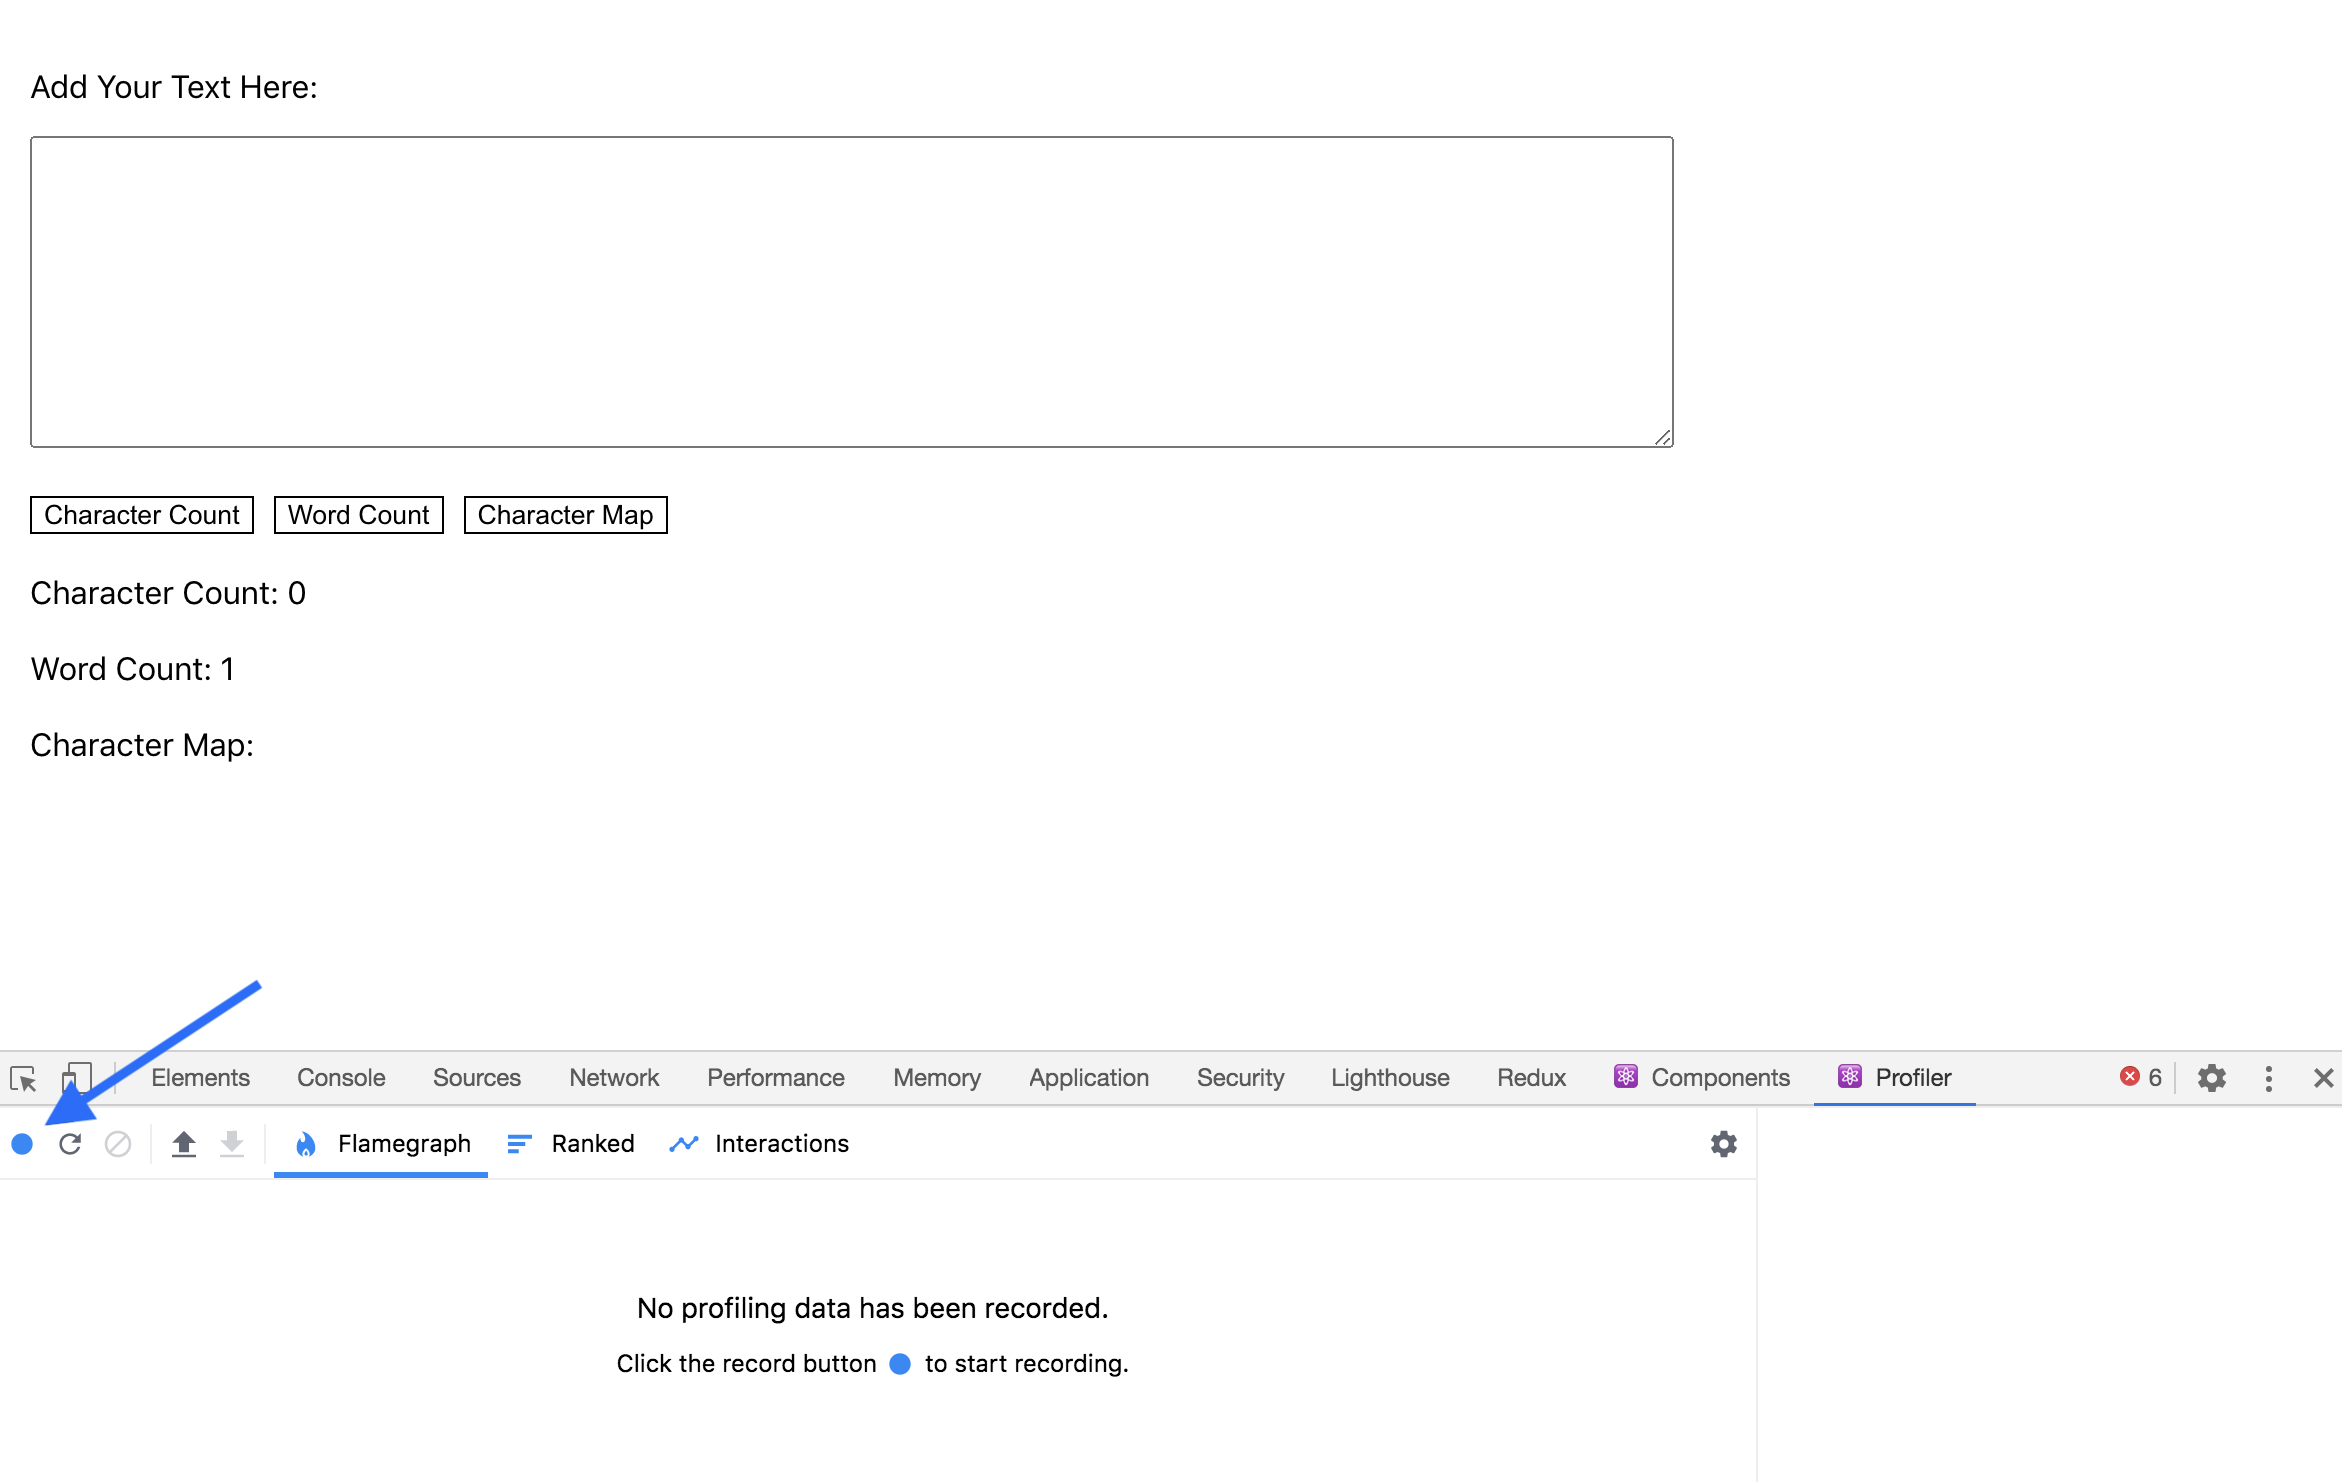 Add Your Text Here:
Character Count Word Count Character Map
Character Count: 0
Word Count: 1
Character Map:
Elements Console Sources Network Performance Memory Application Security Lighthouse Redux Components Profiler 6
Flamegraph Ranked Interactions
No profiling data has been recorded.
Click the record button to start recording.